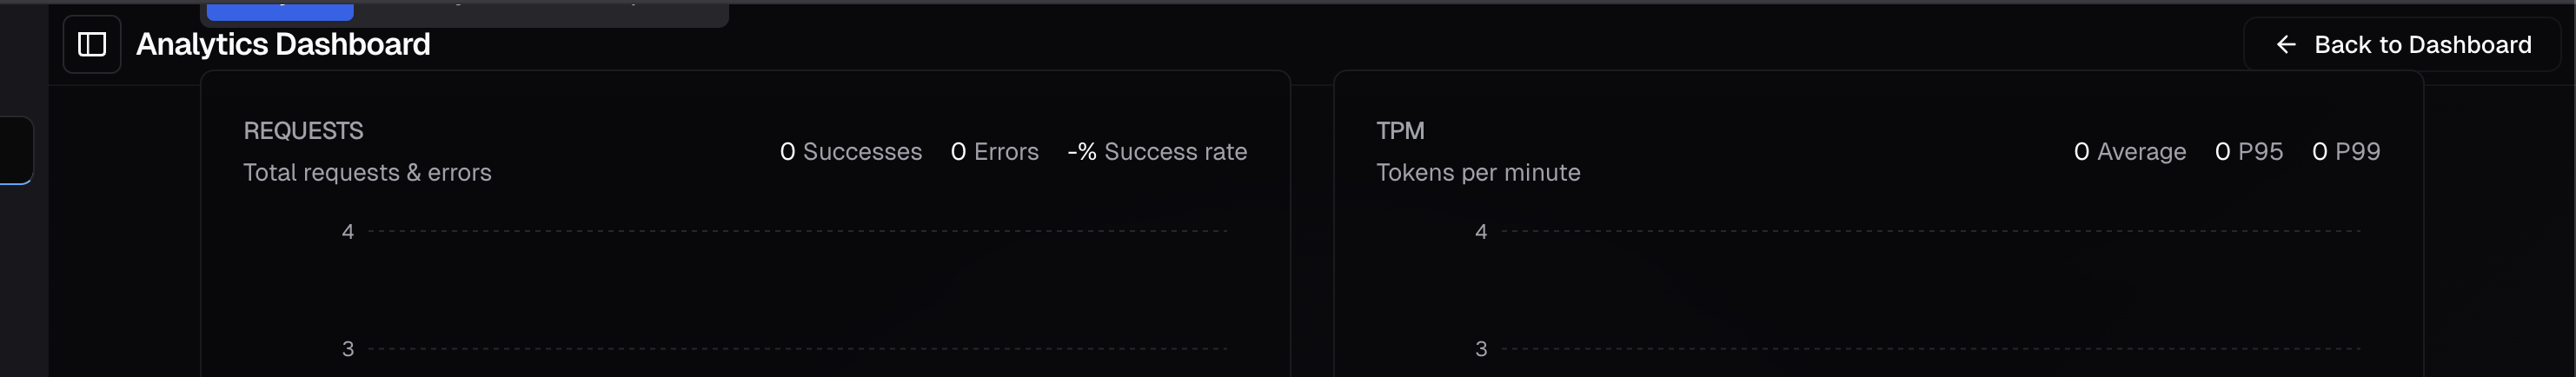 Analytics Dashboard
Back to Dashboard
REQUESTS
Total requests & errors
0 Successes 0 Errors -% Success rate
4
3
TPM
Tokens per minute
0 Average 0 P95 0 P99
4
3